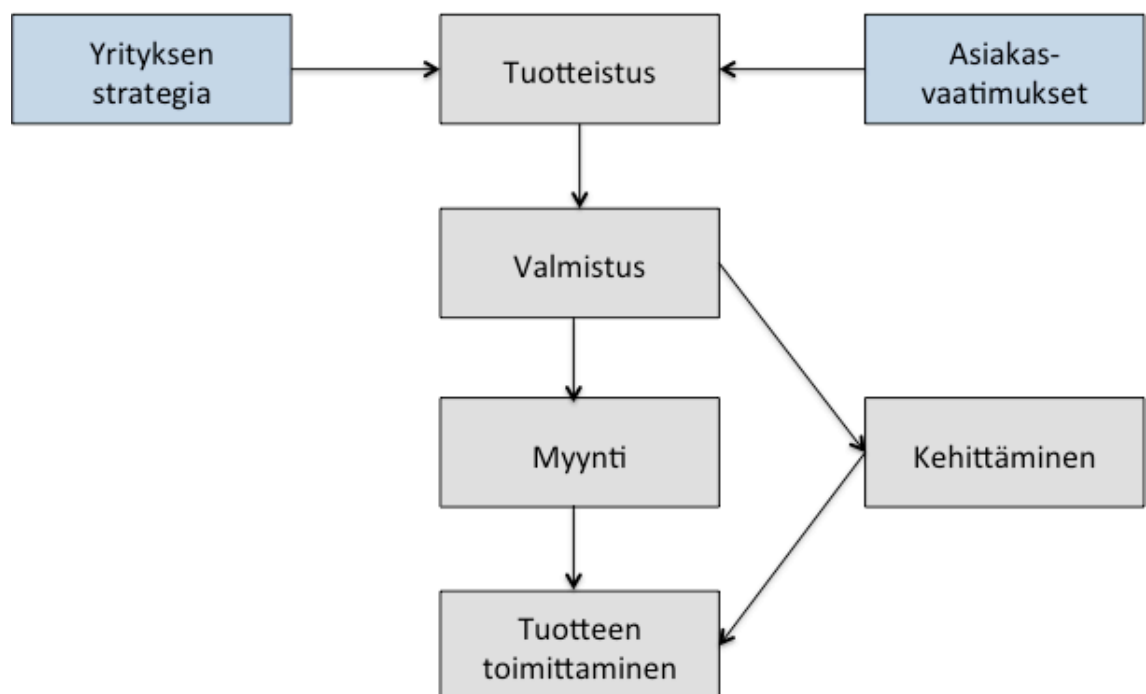 Yrityksen
strategia
Tuotteistus
Asiakas-
vaatimukset
Valmistus
Myynti
Kehittäminen
Tuotteen
toimittaminen